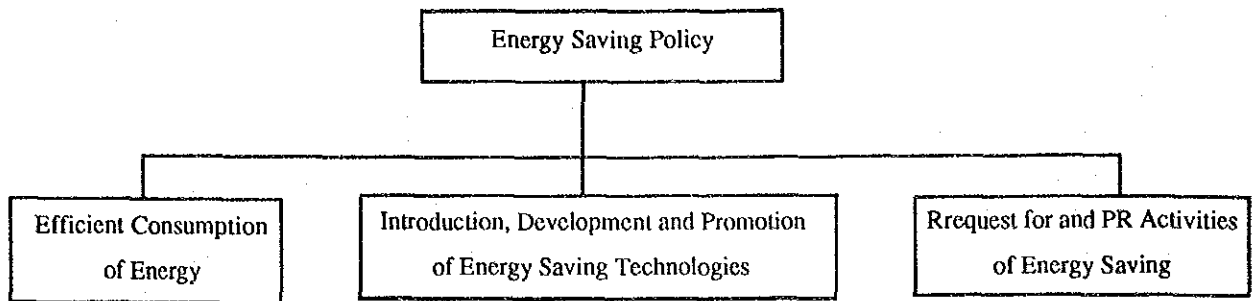 Energy Saving Policy
Efficient Consumption
of Energy
Introduction, Development and Promotion
of Energy Saving Technologies
Rrequest for and PR Activities
of Energy Saving